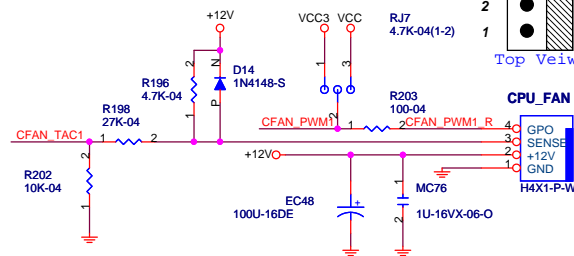 +12V
VCC3 VCC
RJ7
4.7K-04(1-2)
2
1
Top Veiw
R196
4.7K-04
2
1
N
P
D14
1N4148-S
1
3
2
CPU_FAN
R198
27K-04
CFAN_TAC1
1
2
CFAN_PWM1
R203
100-04
1
2
CFAN_PWM1_R
4
3
2
1
GPO
SENSE
+12V
GND
H4X1-P-W
R202
10K-04
2
1
+12V
EC48
100U-16DE
+
MC76
1U-16VX-06-O
1
2